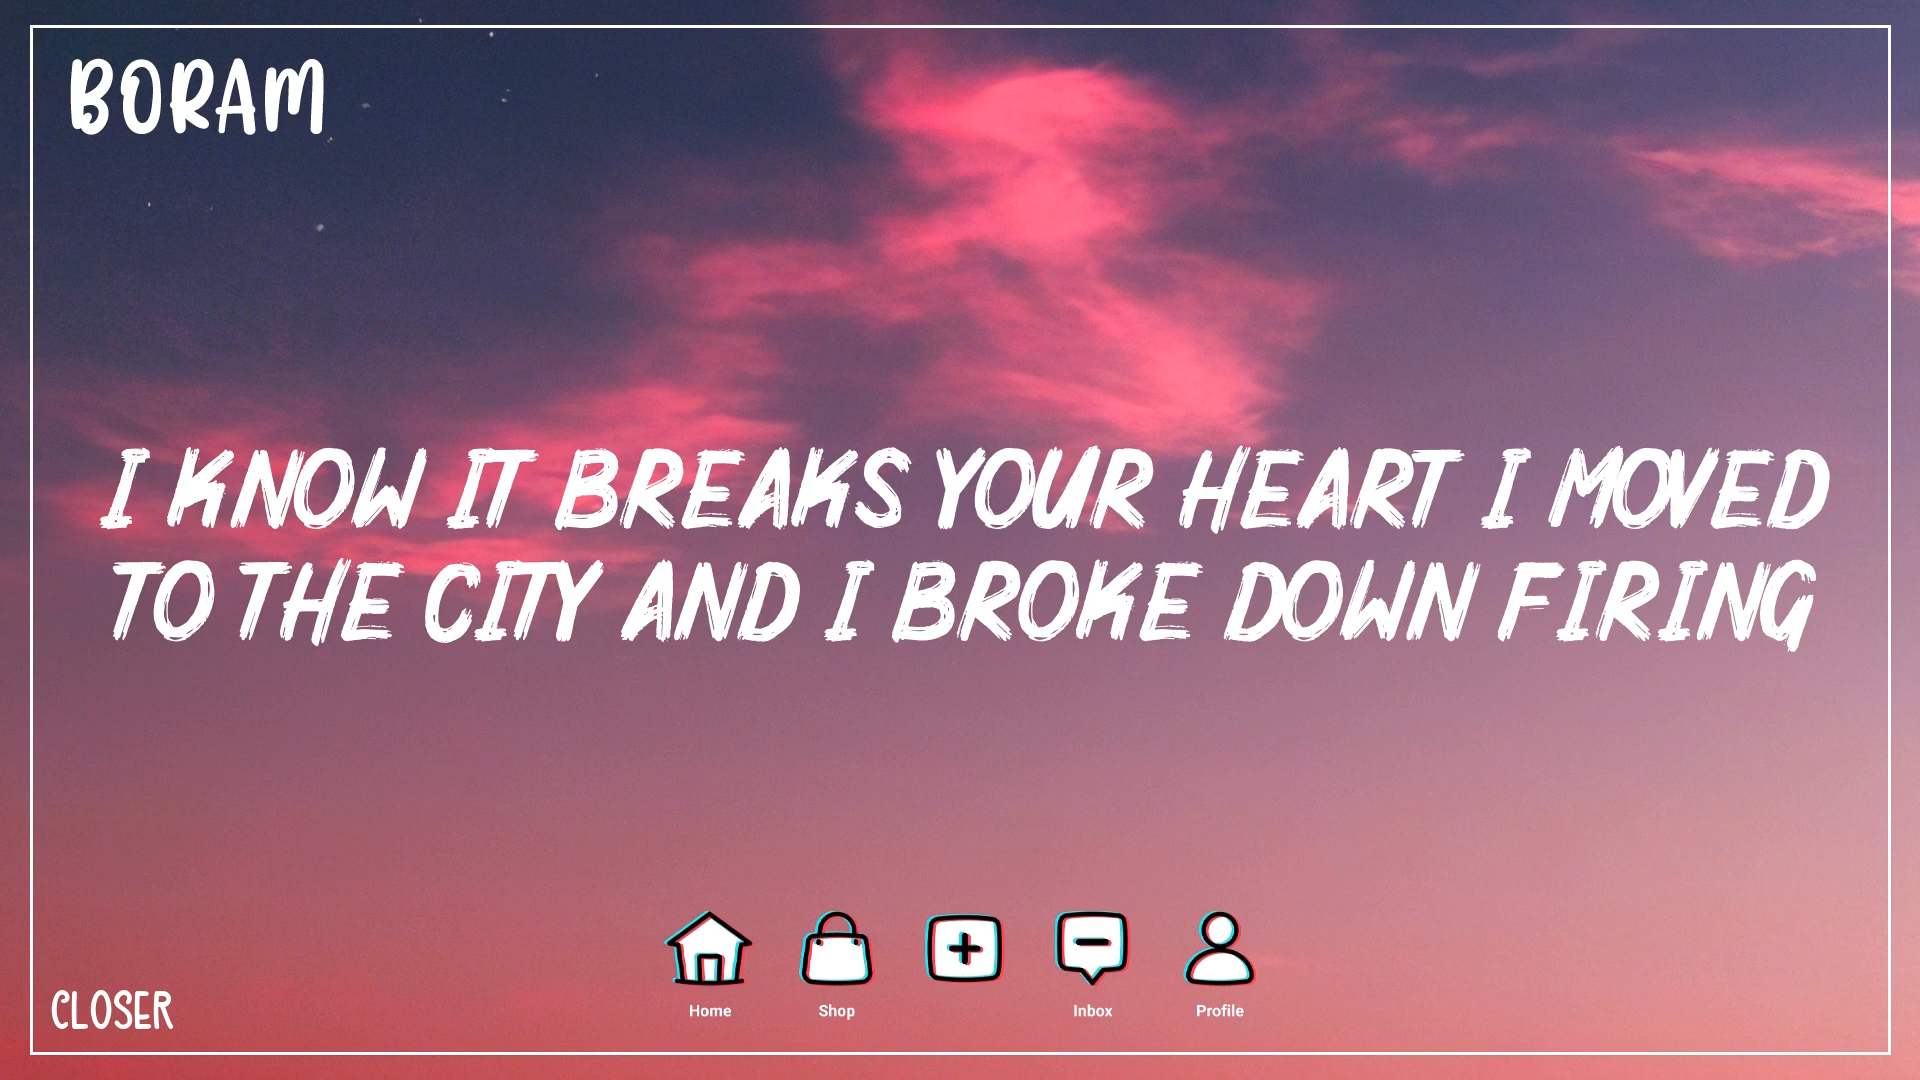 BORAM
I KNOW IT BREAKS YOUR HEART I MOVED
TO THE CITY AND I BROKE DOWN FIRING
Home Shop Inbox Profile
CLOSER